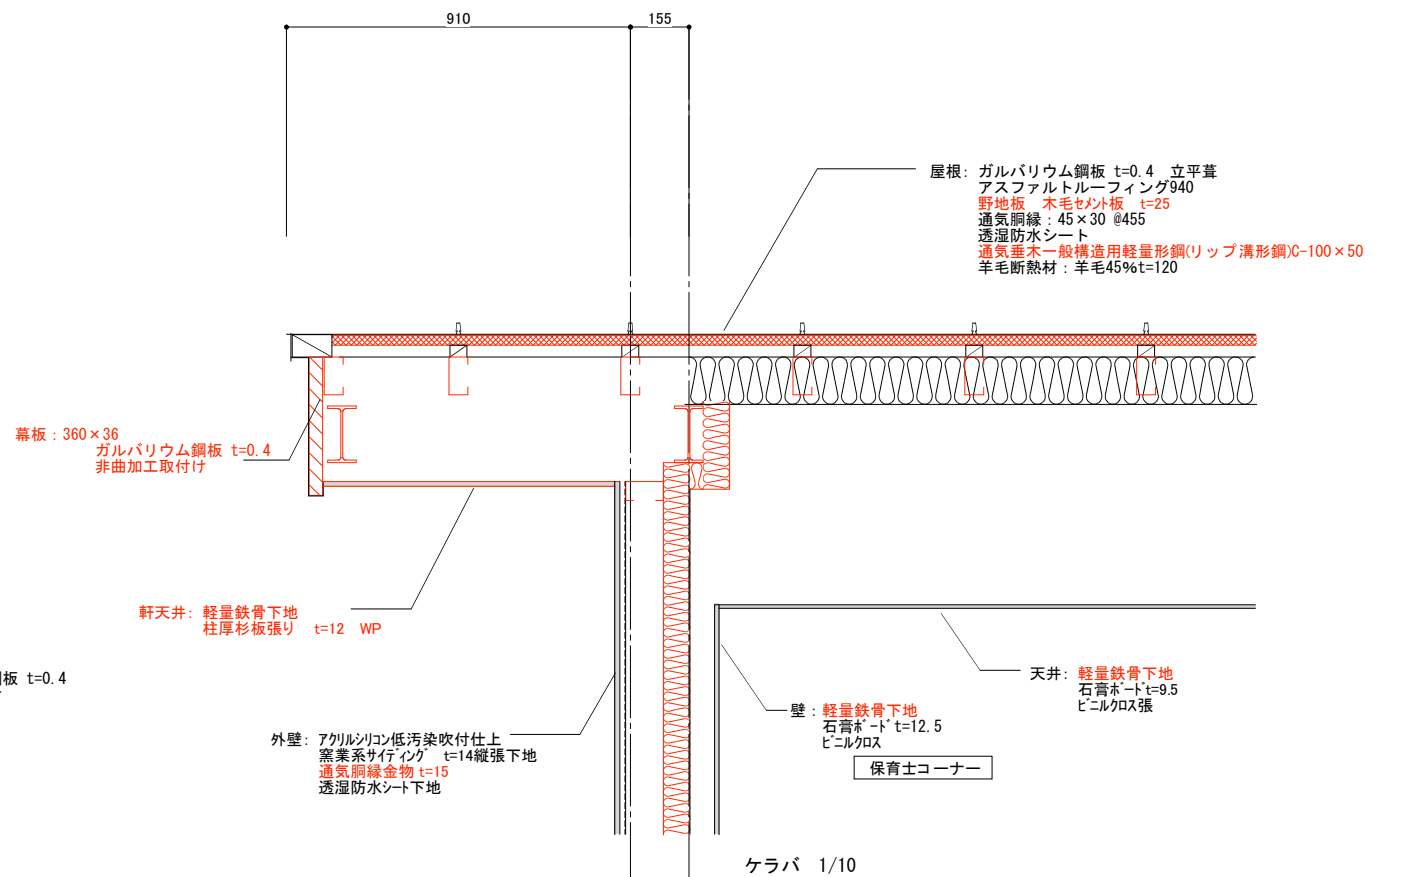 910
155
屋根: ガルバリウム鋼板 t=0.4　立平葺
アスファルトルーフィング940
野地板　木毛セメント板　t=25
通気胴縁：45×30 @455
透湿防水シート
通気垂木一般構造用軽量形鋼(リップ溝形鋼)C-100×50
羊毛断熱材：羊毛45%t=120
幕板：360×36
ガルバリウム鋼板 t=0.4
非曲加工取付け
軒天井: 軽量鉄骨下地
柱厚杉板張り　t=12　WP
板 t=0.4
外壁: アクリルシリコン低汚染吹付仕上
窯業系サイディング　t=14縦張下地
通気胴縁金物 t=15
透湿防水シート下地
壁：軽量鉄骨下地
石膏ボードt=12.5
ビニルクロス
保育士コーナー
天井: 軽量鉄骨下地
石膏ボードt=9.5
ビニルクロス張
ケラバ　1/10